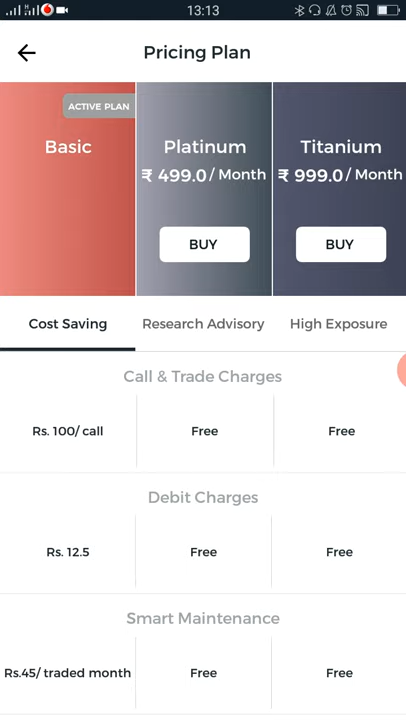 13:13
Pricing Plan
ACTIVE PLAN
Basic
Platinum
₹ 499.0 / Month
BUY
Titanium
₹ 999.0 / Month
BUY
Cost Saving
Research Advisory
High Exposure
Call & Trade Charges
Rs. 100/ call
Free
Free
Debit Charges
Rs. 12.5
Free
Free
Smart Maintenance
Rs.45/ traded month
Free
Free